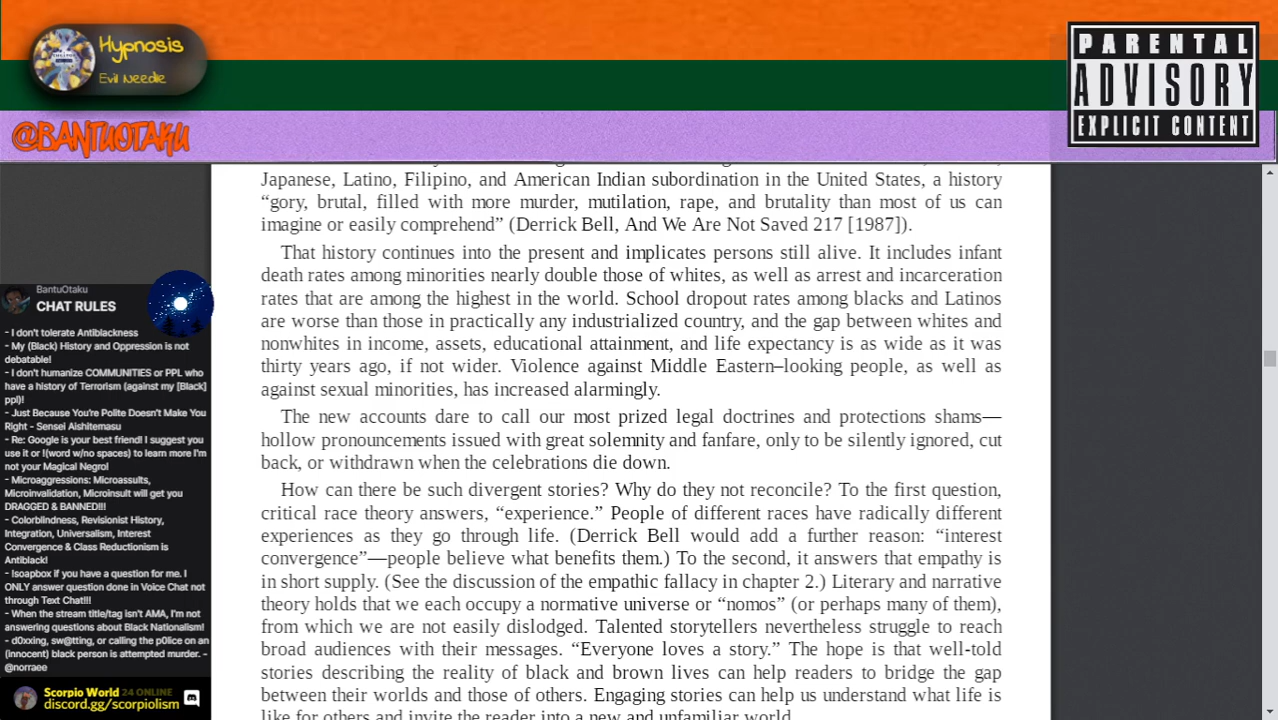 Hypnosis
Evil Needle
PARENTAL
ADVISORY
EXPLICIT CONTENT
@BANTUOTAKU
Japanese, Latino, Filipino, and American Indian subordination in the United States, a history
“gory, brutal, filled with more murder, mutilation, rape, and brutality than most of us can
imagine or easily comprehend” (Derrick Bell, And We Are Not Saved 217 [1987]).
That history continues into the present and implicates persons still alive. It includes infant
death rates among minorities nearly double those of whites, as well as arrest and incarceration
rates that are among the highest in the world. School dropout rates among blacks and Latinos
are worse than those in practically any industrialized country, and the gap between whites and
nonwhites in income, assets, educational attainment, and life expectancy is as wide as it was
thirty years ago, if not wider. Violence against Middle Eastern–looking people, as well as
against sexual minorities, has increased alarmingly.
The new accounts dare to call our most prized legal doctrines and protections shams—
hollow pronouncements issued with great solemnity and fanfare, only to be silently ignored, cut
back, or withdrawn when the celebrations die down.
How can there be such divergent stories? Why do they not reconcile? To the first question,
critical race theory answers, “experience.” People of different races have radically different
experiences as they go through life. (Derrick Bell would add a further reason: “interest
convergence”—people believe what benefits them.) To the second, it answers that empathy is
in short supply. (See the discussion of the empathic fallacy in chapter 2.) Literary and narrative
theory holds that we each occupy a normative universe or “nomos” (or perhaps many of them),
from which we are not easily dislodged. Talented storytellers nevertheless struggle to reach
broad audiences with their messages. “Everyone loves a story.” The hope is that well-told
stories describing the reality of black and brown lives can help readers to bridge the gap
between their worlds and those of others. Engaging stories can help us understand what life is
like for others and invite the reader into a new and unfamiliar world.
BantuOtaku
CHAT RULES
- I don't tolerate Antiblackness
- My (Black) History and Oppression is not
debatable!
- I don't humanize COMMUNITIES or PPL who
have a history of Terrorism (against my [Black]
ppl)!
- Just Because You're Polite Doesn't Make You
Right - Sensei Aishitemasu
- Re: Google is your best friend! I suggest you
use it or !(word w/no spaces) to learn more I'm
not your Magical Negro!
- Microaggressions: Microassults,
Microinvalidation, Microinsult will get you
DRAGGED & BANNED!!!
- Colorblindness, Revisionist History,
Integration, Universalism, Interest
Convergence & Class Reductionism is
Antiblack!
- !soapbox if you have a question for me. I
ONLY answer question done in Voice Chat not
through Text Chat!!!
- When the stream title/tag isn't AMA, I'm not
answering questions about Black Nationalism!
- d0xxing, sw@tting, or calling the p0lice on an
(innocent) black person is attempted murder. -
@norraee
Scorpio World 24 ONLINE
discord.gg/scorpiolism